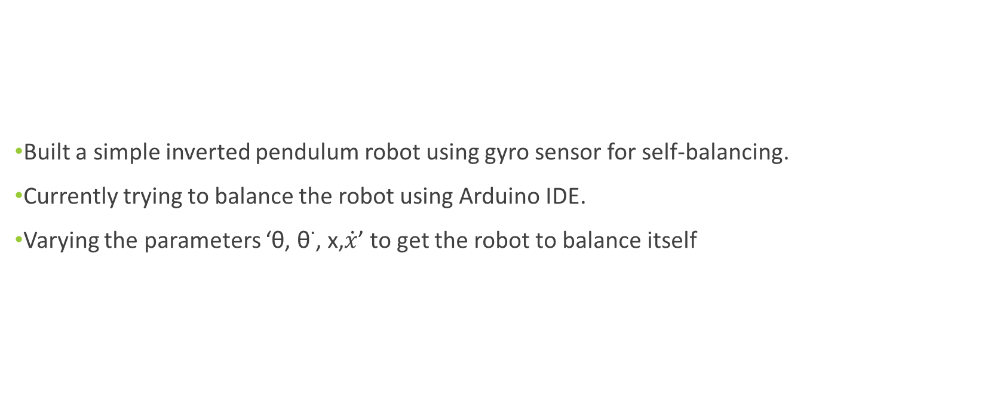 •Built a simple inverted pendulum robot using gyro sensor for self-balancing.
•Currently trying to balance the robot using Arduino IDE.
•Varying the parameters ‘θ, θ˙, x,ẋ’ to get the robot to balance itself